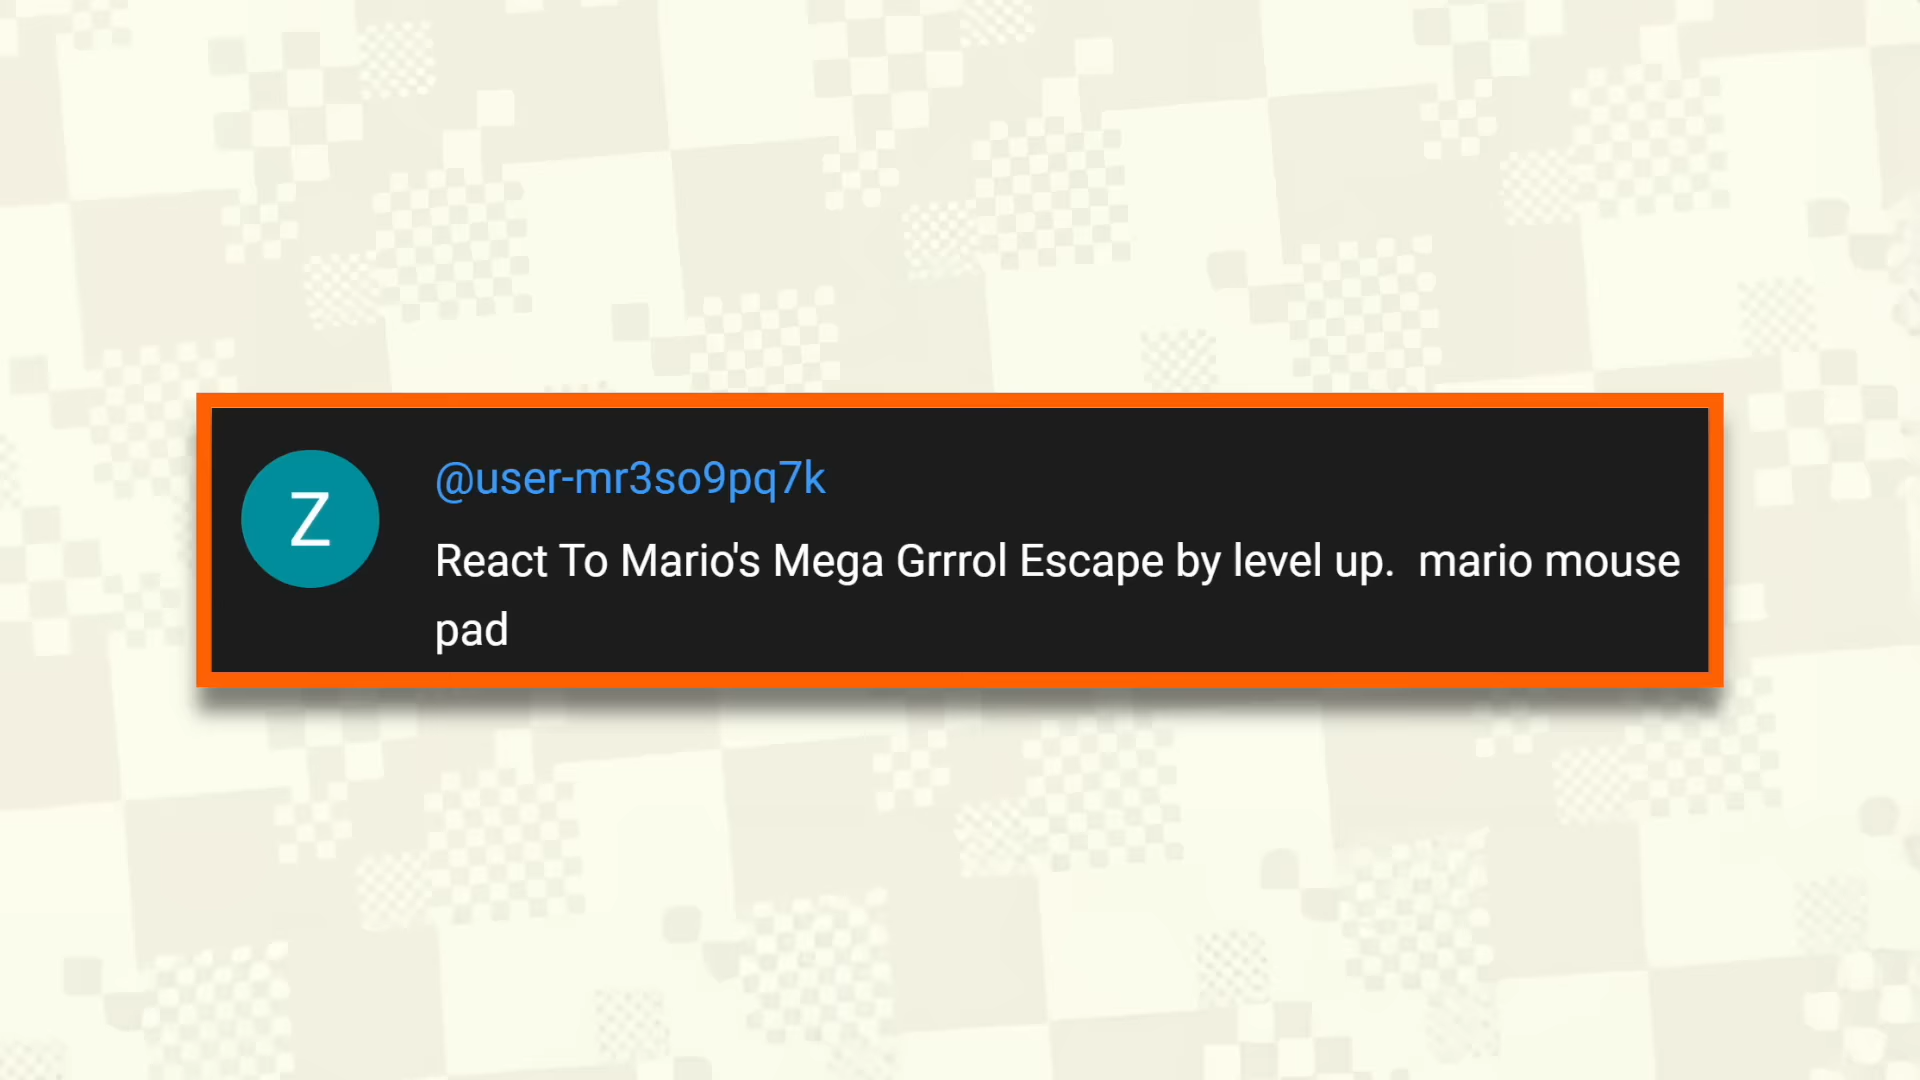 Z
@user-mr3so9pq7k
React To Mario's Mega Grrrol Escape by level up.  mario mouse
pad